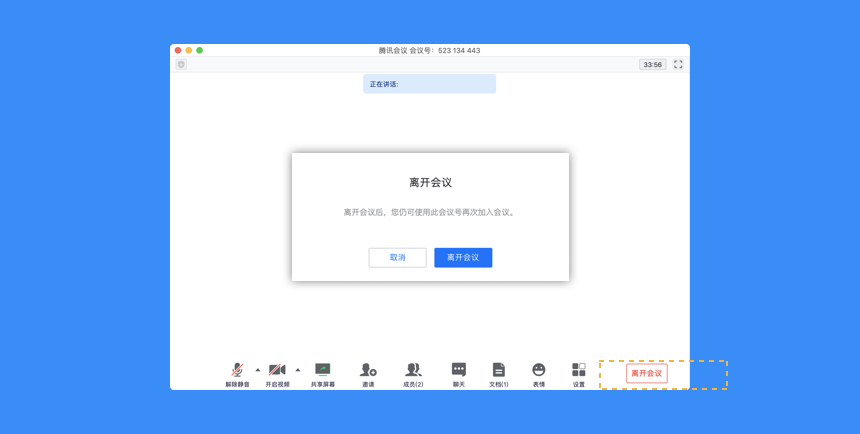 腾讯会议 会议号：523 134 443
33:56
正在讲话:
离开会议
离开会议后，您仍可使用此会议号再次加入会议。
取消
离开会议
解除静音
开启视频
共享屏幕
邀请
成员(2)
聊天
文档(1)
表情
设置
离开会议